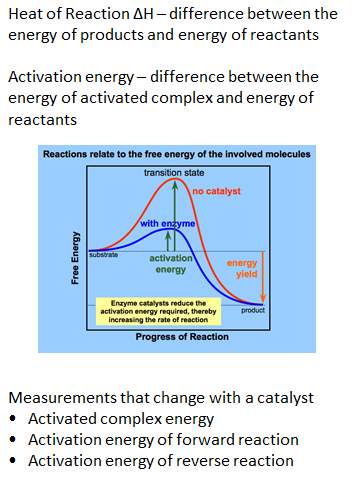 Heat of Reaction ΔH – difference between the
energy of products and energy of reactants
Activation energy – difference between the
energy of activated complex and energy of
reactants
Reactions relate to the free energy of the involved molecules
transition state
no catalyst
with enzyme
substrate
activation
energy
energy
yield
Free Energy
Enzyme catalysts reduce the
activation energy required, thereby
increasing the rate of reaction
product
Progress of Reaction
Measurements that change with a catalyst
• Activated complex energy
• Activation energy of forward reaction
• Activation energy of reverse reaction